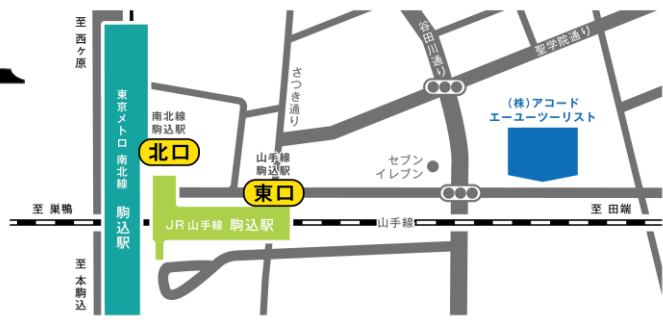 至 西ヶ原
東京メトロ 南北線 駒込駅
南北線
駒込駅
北口
さつき通り
山手線
駒込駅
東口
谷田川通り
聖学院通り
(株)アコード
エーユーツーリスト
セブン
イレブン
至 巣鴨
JR山手線 駒込駅
山手線
至 田端
至 本駒込